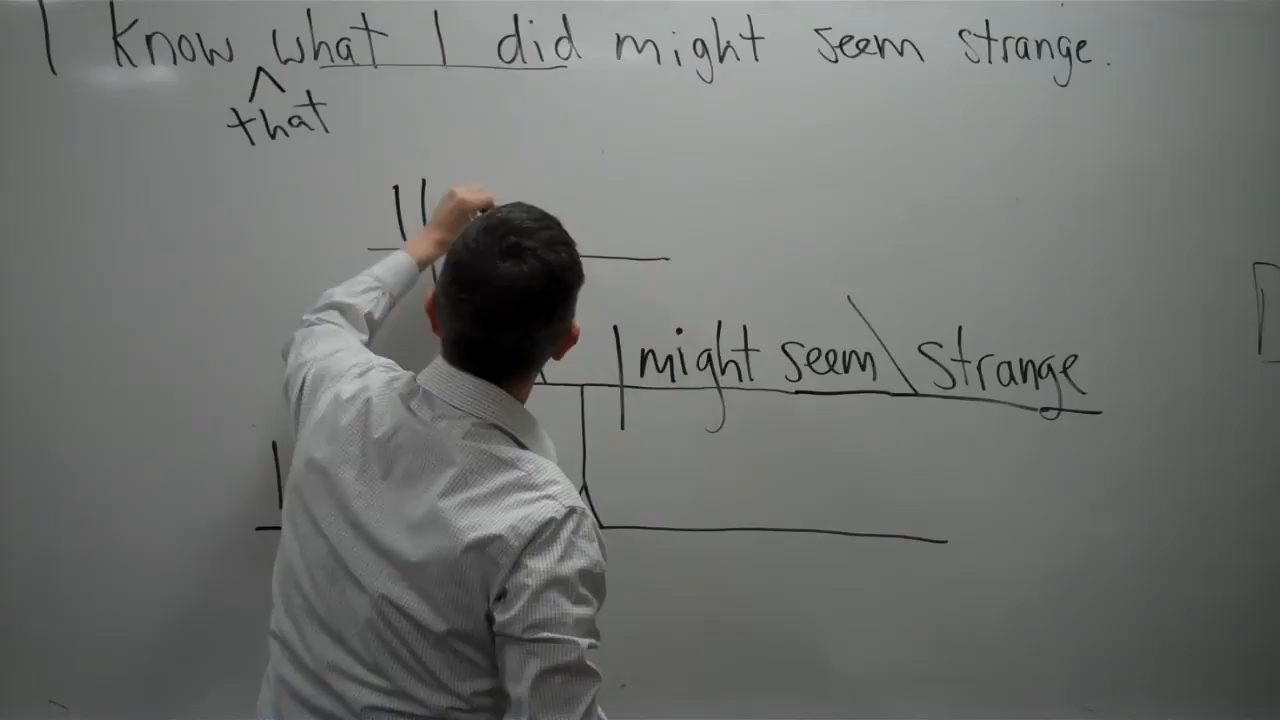 I know what I did might seem strange.
that
I
might seem \ strange
I